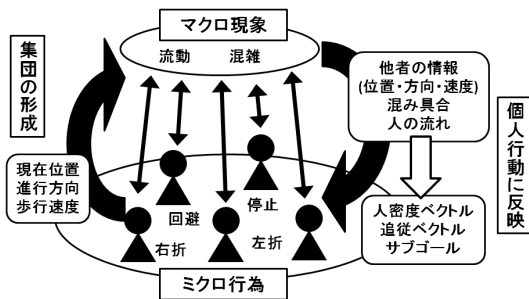 マクロ現象
流動 混雑
集団の形成
他者の情報
(位置・方向・速度)
混み具合
人の流れ
個人行動に反映
現在位置
進行方向
歩行速度
回避
停止
右折
左折
人密度ベクトル
追従ベクトル
サブゴール
ミクロ行為